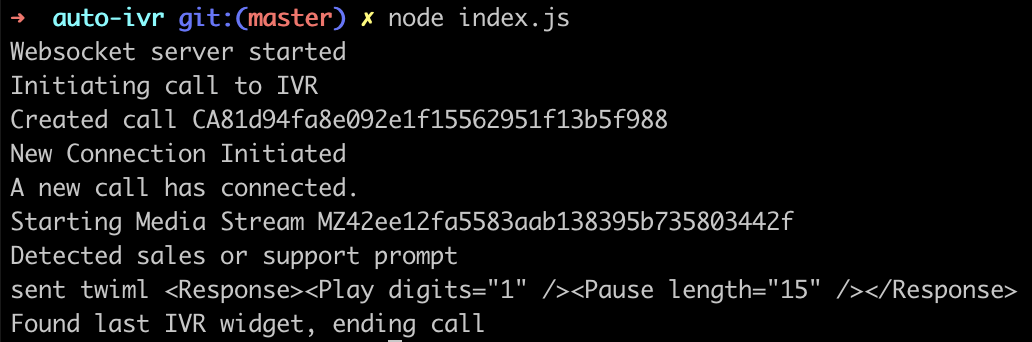 ➜ auto-ivr git:(master) ✗ node index.js
Websocket server started
Initiating call to IVR
Created call CA81d94fa8e092e1f15562951f13b5f988
New Connection Initiated
A new call has connected.
Starting Media Stream MZ42ee12fa5583aab138395b735803442f
Detected sales or support prompt
sent twiml <Response><Play digits="1" /><Pause length="15" /></Response>
Found last IVR widget, ending call